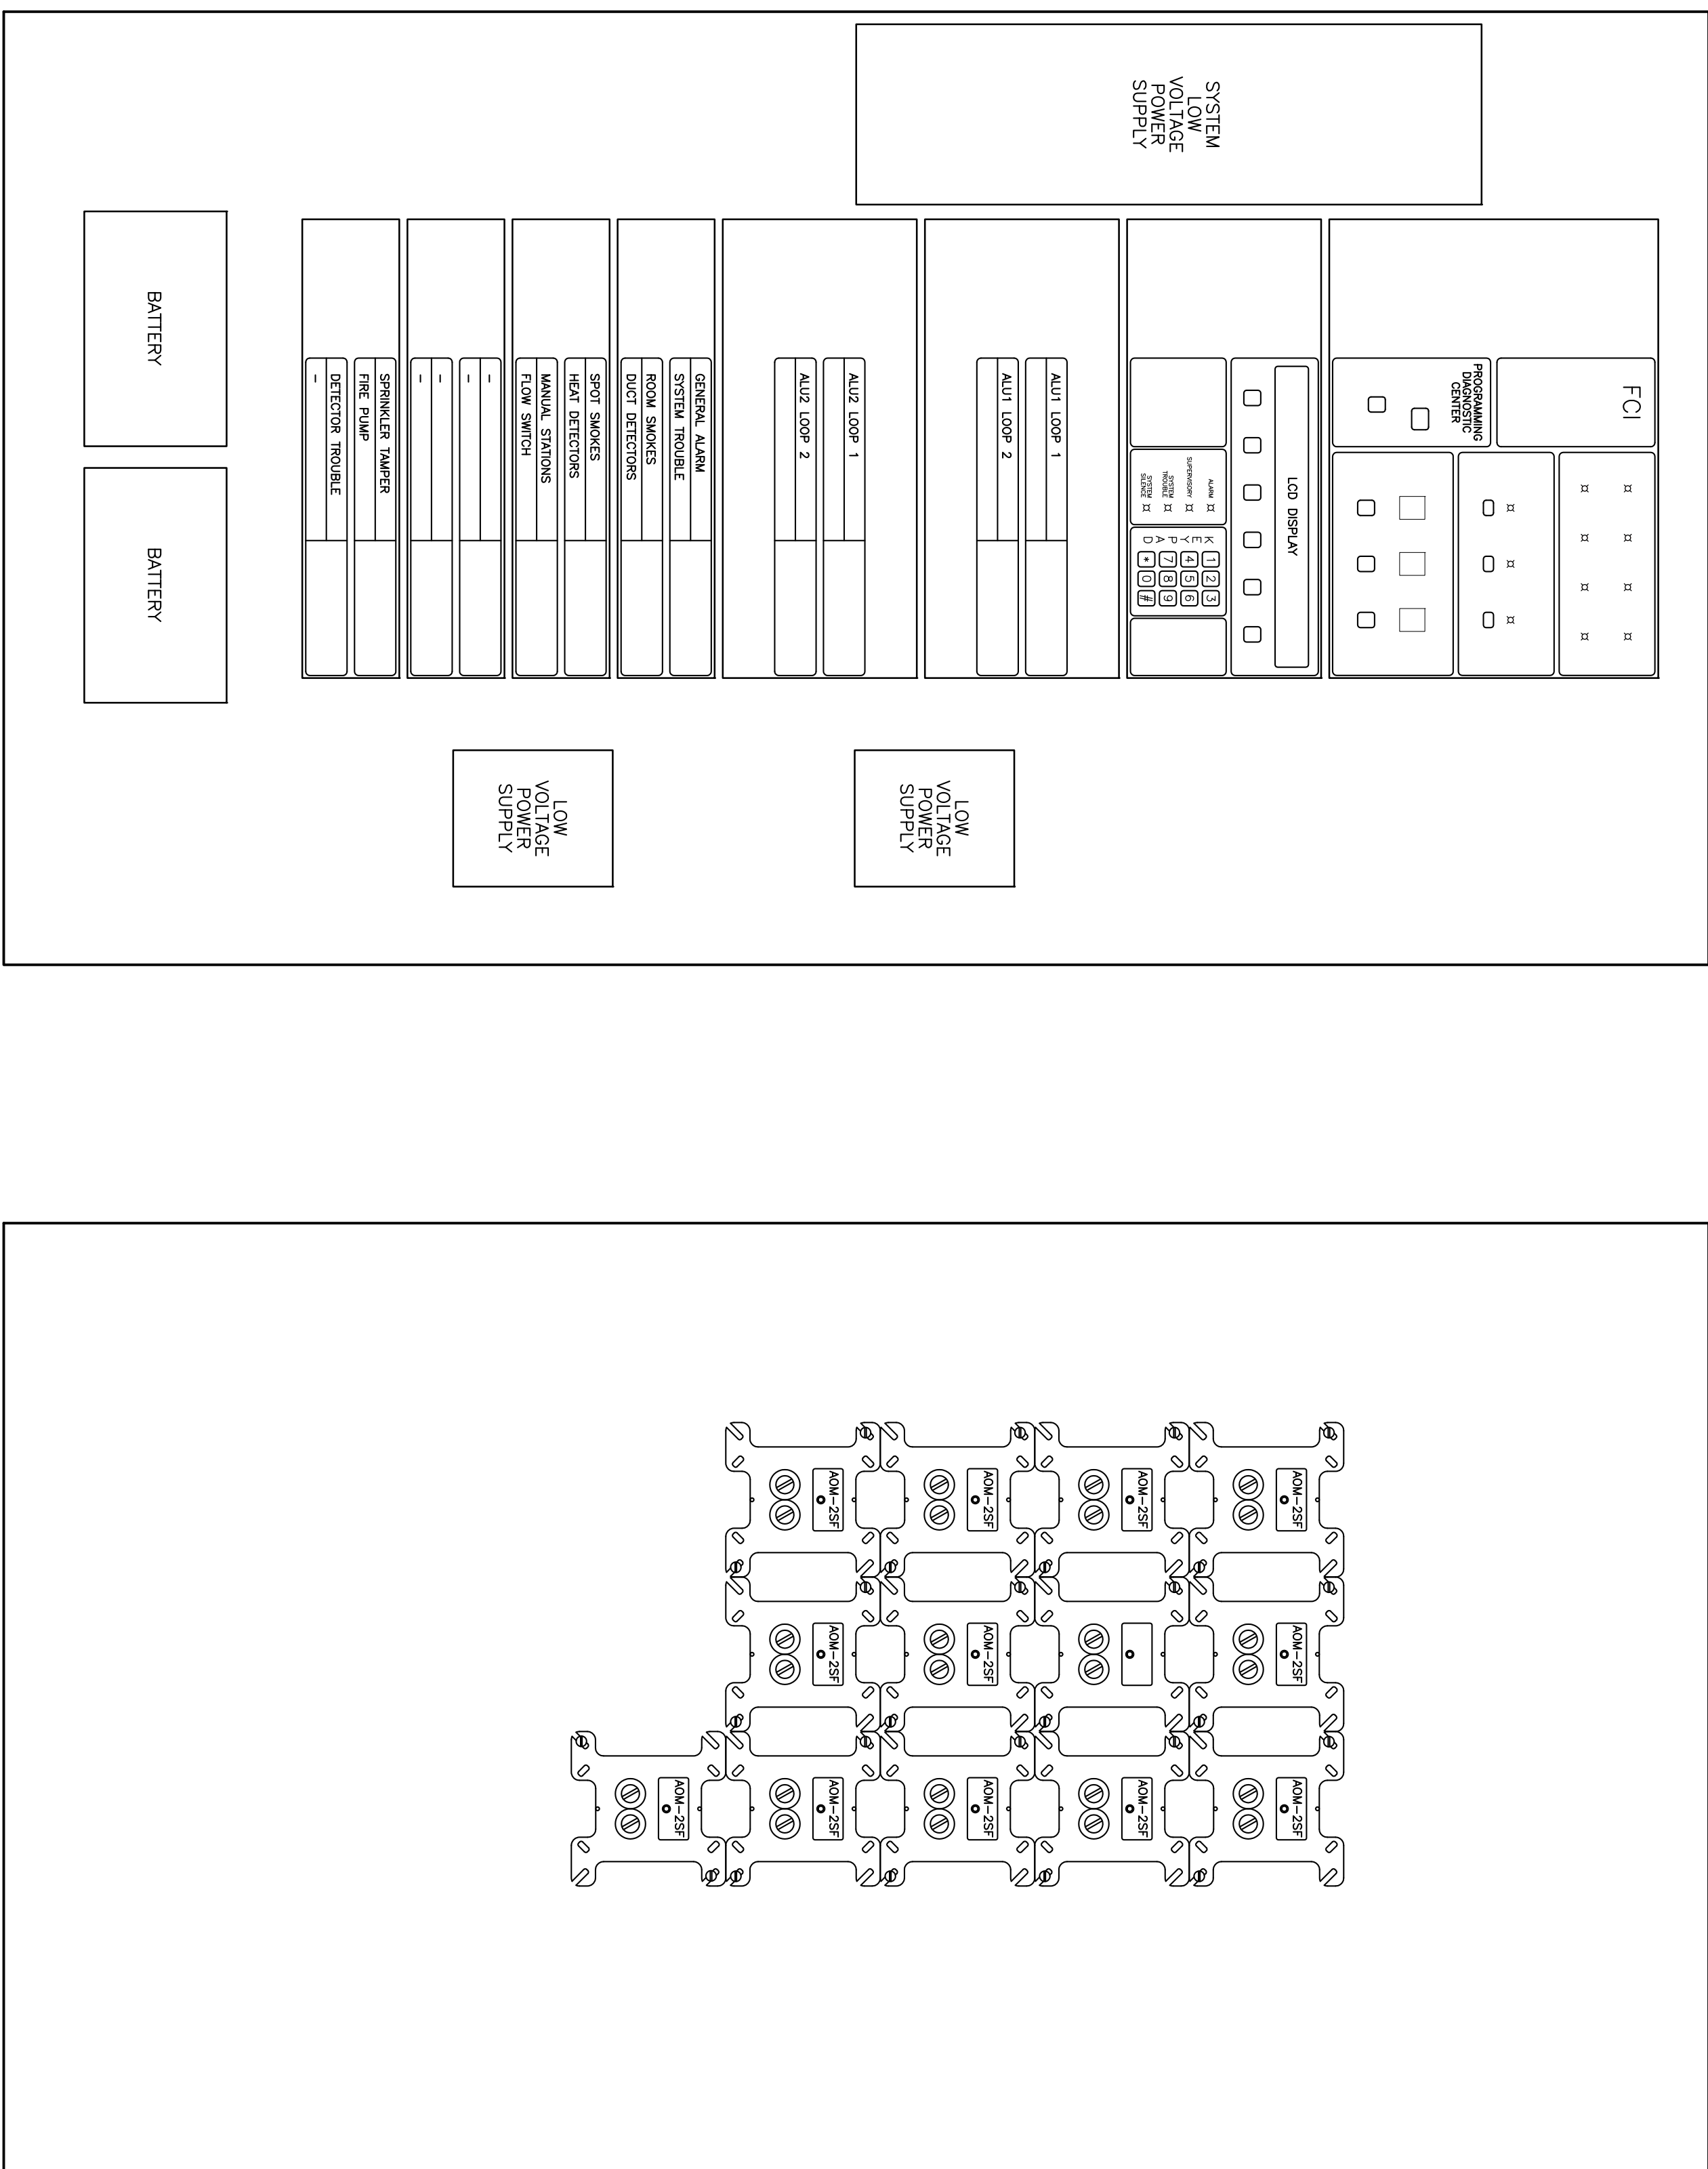 FCI
PROGRAMMING
DIAGNOSTIC
CENTER
LCD DISPLAY
ALARM
SUPERVISORY
SYSTEM
TROUBLE
SYSTEM
SILENCE
KEYPAD
1 2 3
4 5 6
7 8 9
* 0 #
SYSTEM
LOW
VOLTAGE
POWER
SUPPLY
ALU1 LOOP 1
ALU1 LOOP 2
ALU2 LOOP 1
ALU2 LOOP 2
GENERAL ALARM
SYSTEM TROUBLE
ROOM SMOKES
DUCT DETECTORS
SPOT SMOKES
HEAT DETECTORS
MANUAL STATIONS
FLOW SWITCH
-
-
-
-
SPRINKLER TAMPER
FIRE PUMP
DETECTOR TROUBLE
-
LOW
VOLTAGE
POWER
SUPPLY
LOW
VOLTAGE
POWER
SUPPLY
BATTERY
BATTERY
AOM-2SF
AOM-2SF
AOM-2SF
AOM-2SF
AOM-2SF
AOM-2SF
AOM-2SF
AOM-2SF
AOM-2SF
AOM-2SF
AOM-2SF
AOM-2SF